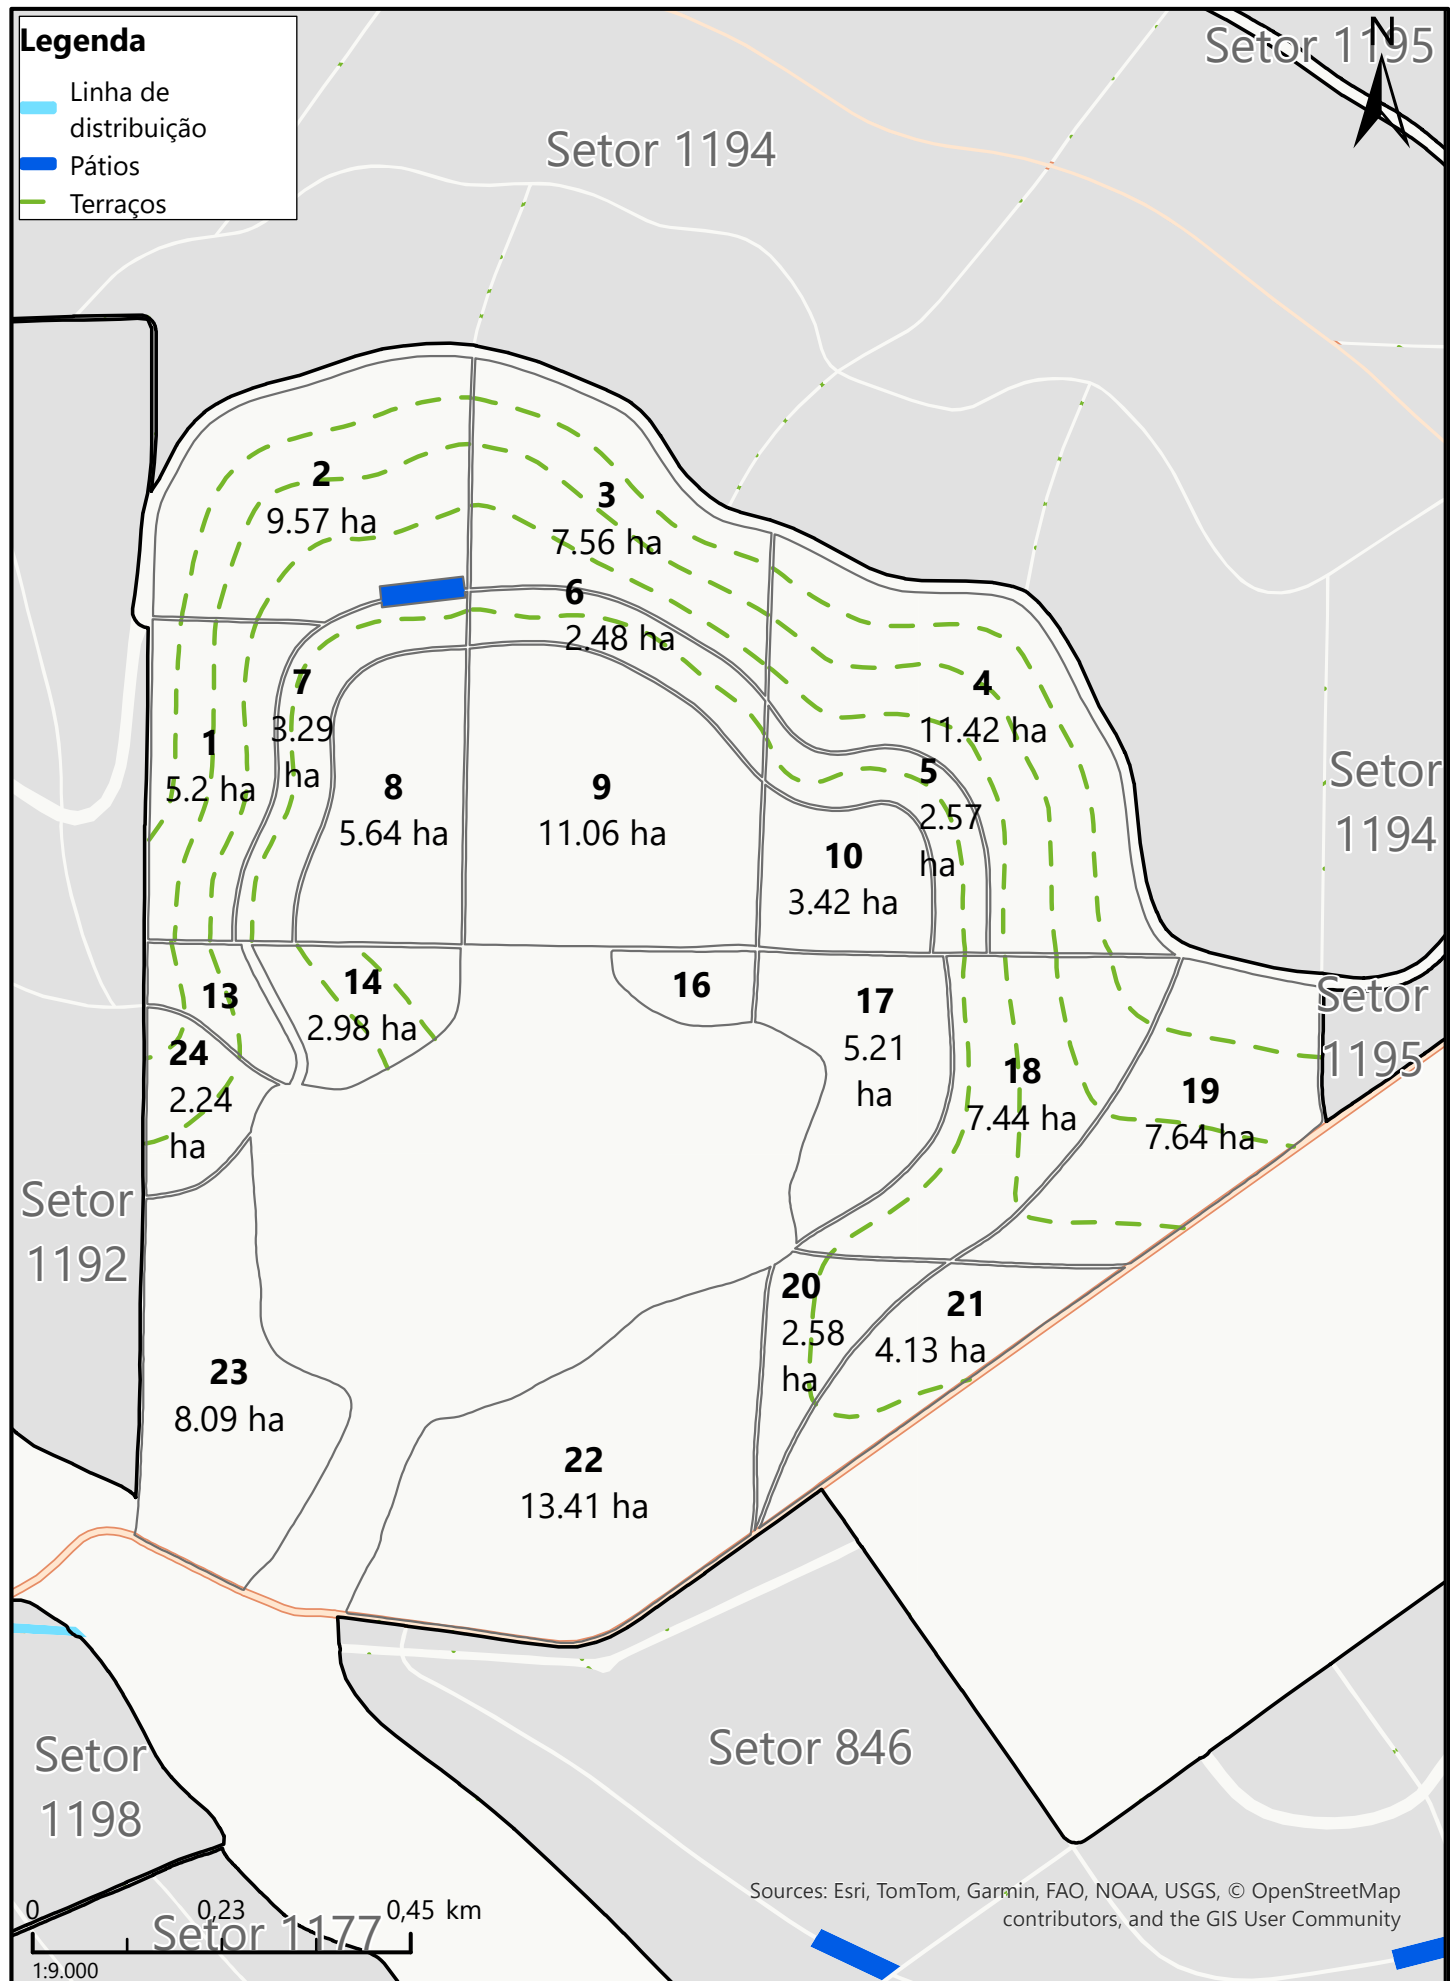 Legenda
Linha de
distribuição
Pátios
Terraços
Setor 1195
N
Setor 1194
2
9.57 ha
3
7.56 ha
6
2.48 ha
4
11.42 ha
7
3.29
ha
1
5.2 ha
5
2.57
ha
8
5.64 ha
9
11.06 ha
10
3.42 ha
Setor
1194
13
14
2.98 ha
16
17
5.21
ha
Setor
1195
24
2.24
ha
18
7.44 ha
19
7.64 ha
Setor
1192
20
2.58
ha
21
4.13 ha
23
8.09 ha
22
13.41 ha
Setor 846
Setor
1198
Setor 1177
0 0,23 0,45 km
1:9.000
Sources: Esri, TomTom, Garmin, FAO, NOAA, USGS, © OpenStreetMap
contributors, and the GIS User Community